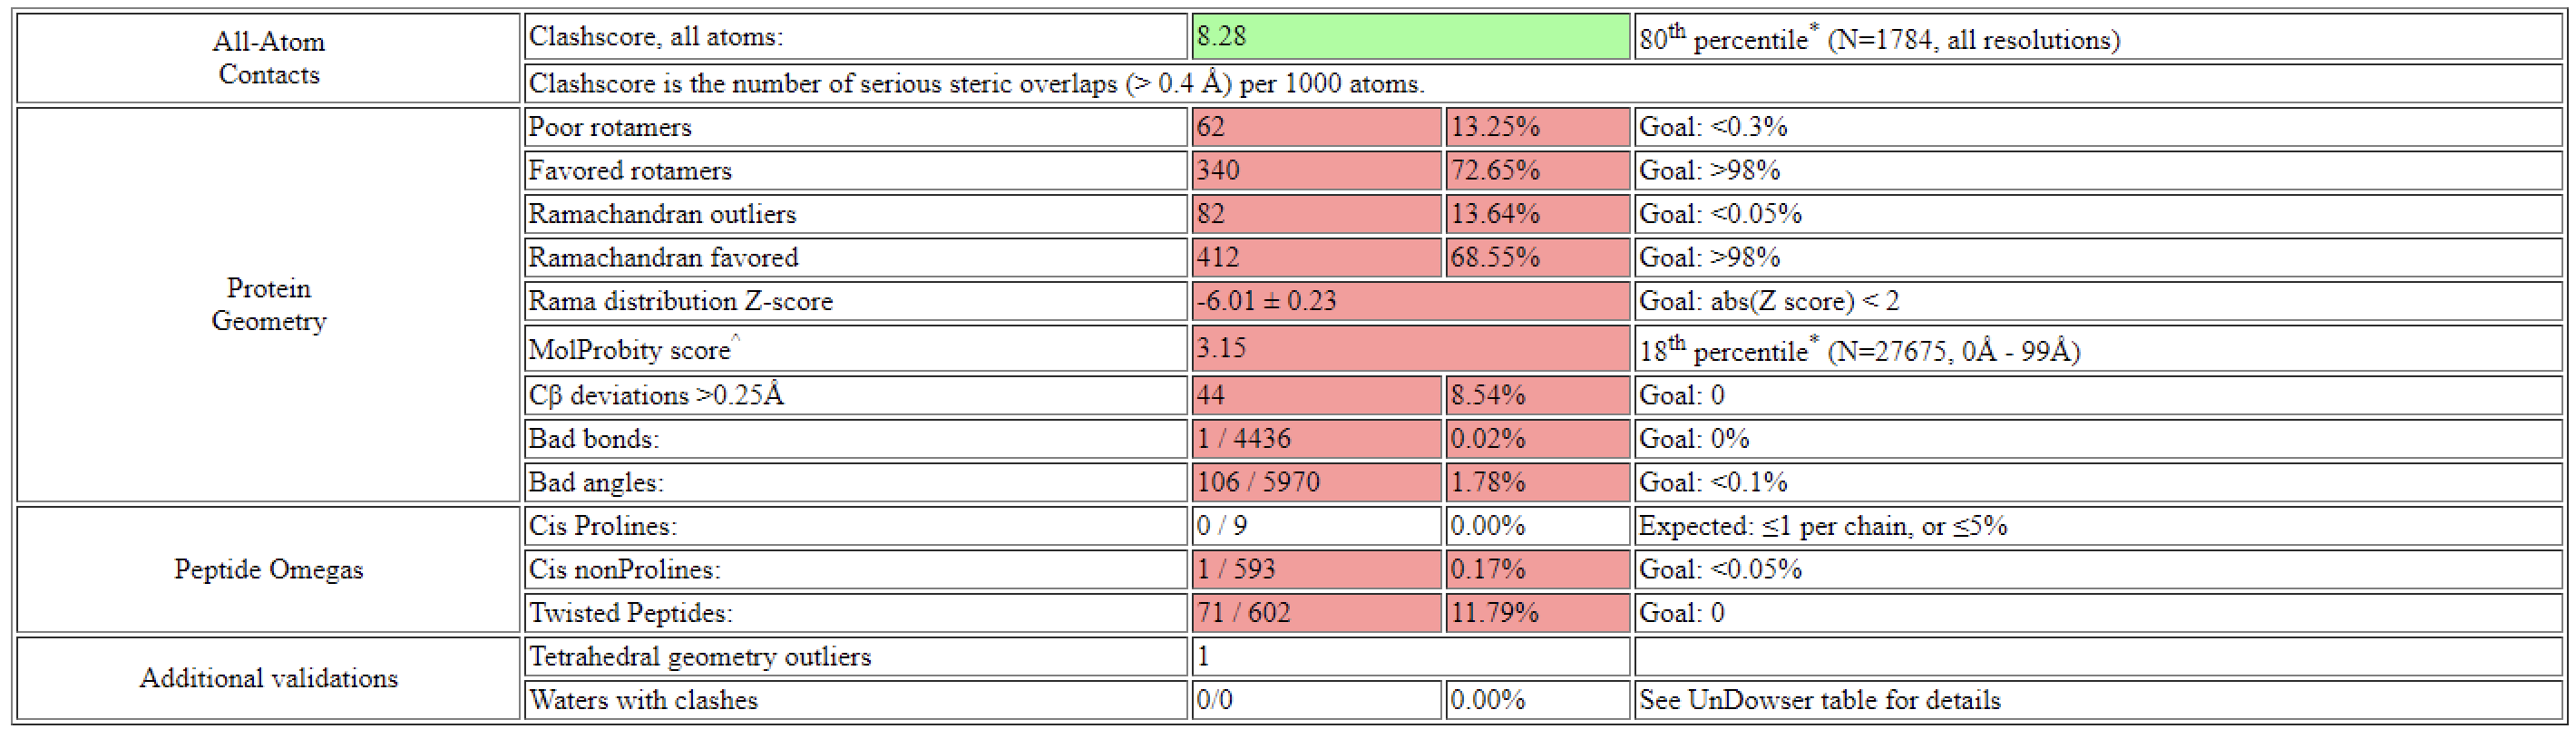 All-Atom
Contacts
Clashscore, all atoms: 8.28 80th percentile* (N=1784, all resolutions)
Clashscore is the number of serious steric overlaps (> 0.4 Å) per 1000 atoms.
Protein
Geometry
Poor rotamers 62 13.25% Goal: <0.3%
Favored rotamers 340 72.65% Goal: >98%
Ramachandran outliers 82 13.64% Goal: <0.05%
Ramachandran favored 412 68.55% Goal: >98%
Rama distribution Z-score -6.01 ± 0.23 Goal: abs(Z score) < 2
MolProbity score^ 3.15 18th percentile* (N=27675, 0Å - 99Å)
Cβ deviations >0.25Å 44 8.54% Goal: 0
Bad bonds: 1 / 4436 0.02% Goal: 0%
Bad angles: 106 / 5970 1.78% Goal: <0.1%
Peptide Omegas
Cis Prolines: 0 / 9 0.00% Expected: ≤1 per chain, or ≤5%
Cis nonProlines: 1 / 593 0.17% Goal: <0.05%
Twisted Peptides: 71 / 602 11.79% Goal: 0
Additional validations
Tetrahedral geometry outliers 1
Waters with clashes 0/0 0.00% See UnDowser table for details